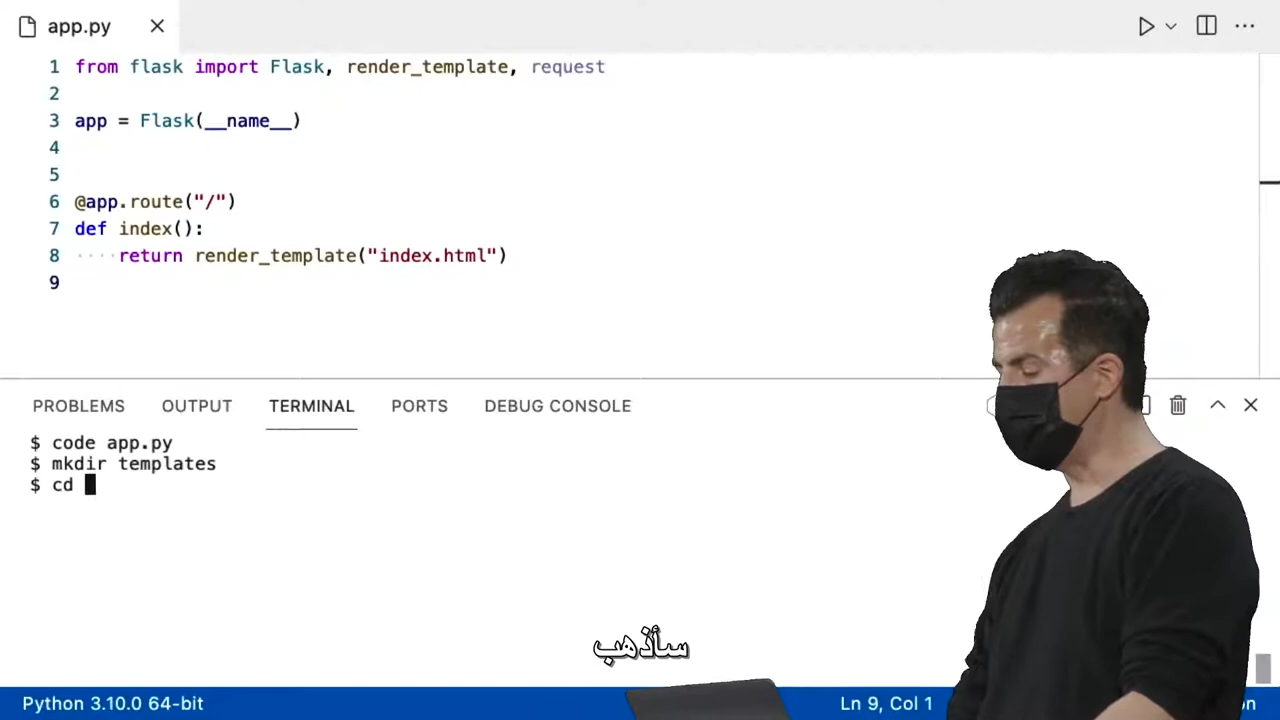 app.py
1 from flask import Flask, render_template, request
2
3 app = Flask(__name__)
4
5
6 @app.route("/")
7 def index():
8 ····return render_template("index.html")
9
PROBLEMS OUTPUT TERMINAL PORTS DEBUG CONSOLE
$ code app.py
$ mkdir templates
$ cd
سأذهب
Python 3.10.0 64-bit Ln 9, Col 1